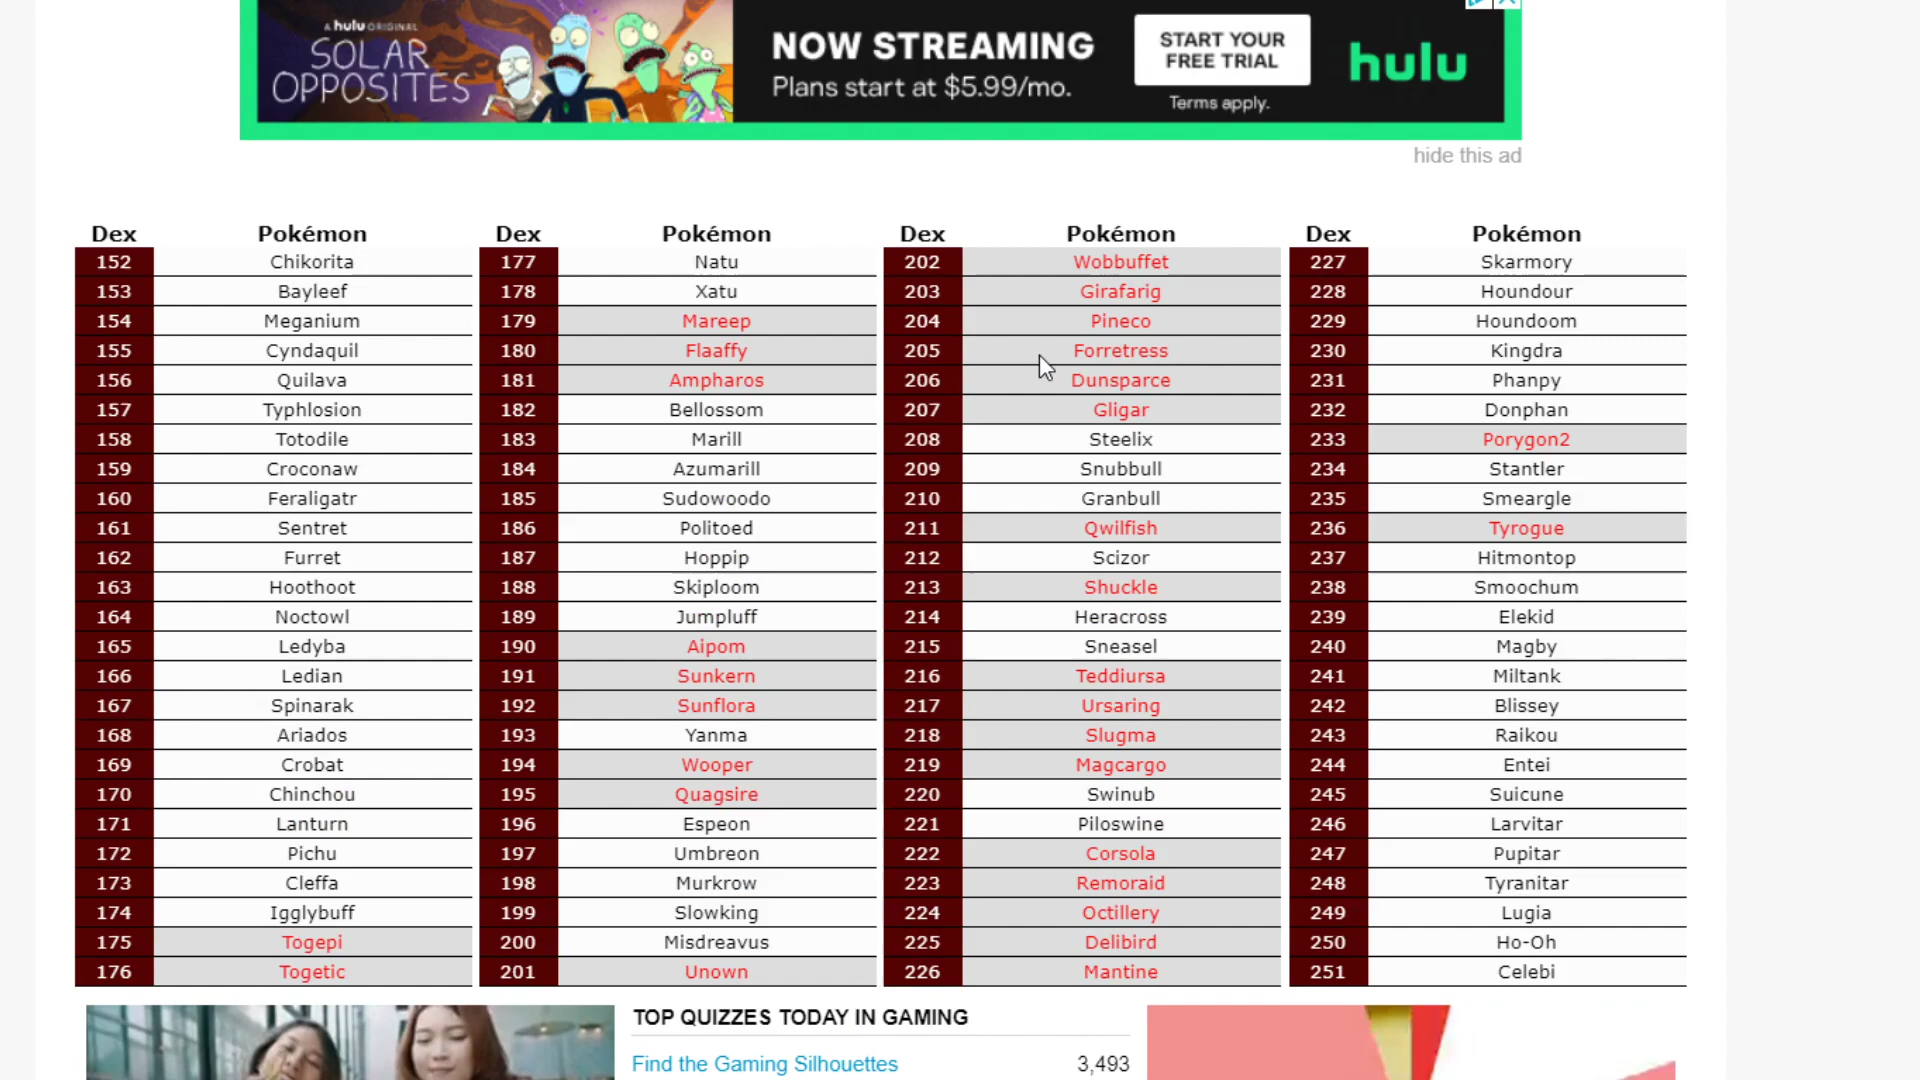 A hulu ORIGINAL
SOLAR
OPPOSITES
NOW STREAMING
Plans start at $5.99/mo.
START YOUR
FREE TRIAL
Terms apply.
hulu
hide this ad
Dex Pokémon Dex Pokémon Dex Pokémon Dex Pokémon
152 Chikorita 177 Natu 202 Wobbuffet 227 Skarmory
153 Bayleef 178 Xatu 203 Girafarig 228 Houndour
154 Meganium 179 Mareep 204 Pineco 229 Houndoom
155 Cyndaquil 180 Flaaffy 205 Forretress 230 Kingdra
156 Quilava 181 Ampharos 206 Dunsparce 231 Phanpy
157 Typhlosion 182 Bellossom 207 Gligar 232 Donphan
158 Totodile 183 Marill 208 Steelix 233 Porygon2
159 Croconaw 184 Azumarill 209 Snubbull 234 Stantler
160 Feraligatr 185 Sudowoodo 210 Granbull 235 Smeargle
161 Sentret 186 Politoed 211 Qwilfish 236 Tyrogue
162 Furret 187 Hoppip 212 Scizor 237 Hitmontop
163 Hoothoot 188 Skiploom 213 Shuckle 238 Smoochum
164 Noctowl 189 Jumpluff 214 Heracross 239 Elekid
165 Ledyba 190 Aipom 215 Sneasel 240 Magby
166 Ledian 191 Sunkern 216 Teddiursa 241 Miltank
167 Spinarak 192 Sunflora 217 Ursaring 242 Blissey
168 Ariados 193 Yanma 218 Slugma 243 Raikou
169 Crobat 194 Wooper 219 Magcargo 244 Entei
170 Chinchou 195 Quagsire 220 Swinub 245 Suicune
171 Lanturn 196 Espeon 221 Piloswine 246 Larvitar
172 Pichu 197 Umbreon 222 Corsola 247 Pupitar
173 Cleffa 198 Murkrow 223 Remoraid 248 Tyranitar
174 Igglybuff 199 Slowking 224 Octillery 249 Lugia
175 Togepi 200 Misdreavus 225 Delibird 250 Ho-Oh
176 Togetic 201 Unown 226 Mantine 251 Celebi
TOP QUIZZES TODAY IN GAMING
Find the Gaming Silhouettes 3,493